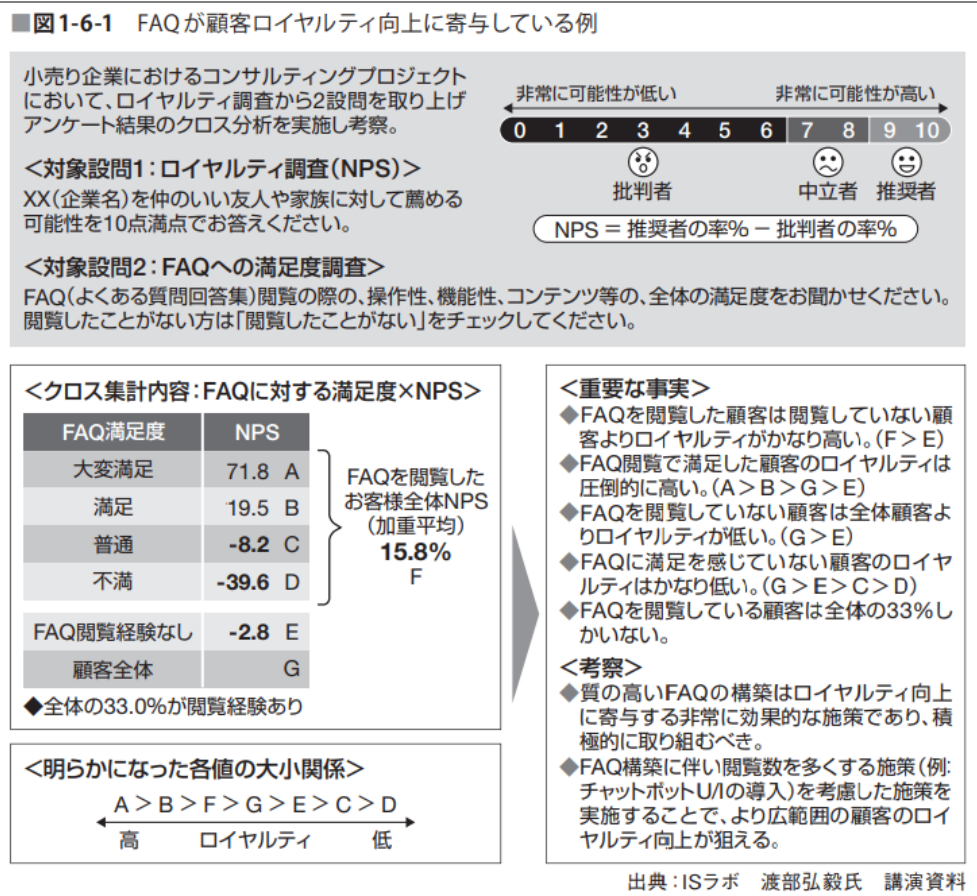 ■図1-6-1 FAQが顧客ロイヤルティ向上に寄与している例
小売り企業におけるコンサルティングプロジェクト
において、ロイヤルティ調査から2設問を取り上げ
アンケート結果のクロス分析を実施し考察。
＜対象設問1：ロイヤルティ調査（NPS）＞
XX（企業名）を仲のいい友人や家族に対して薦める
可能性を10点満点でお答えください。
非常に可能性が低い 非常に可能性が高い
0 1 2 3 4 5 6 7 8 9 10
批判者 中立者 推奨者
NPS ＝ 推奨者の率% − 批判者の率%
＜対象設問2：FAQへの満足度調査＞
FAQ（よくある質問回答集）閲覧の際の、操作性、機能性、コンテンツ等の、全体の満足度をお聞かせください。
閲覧したことがない方は「閲覧したことがない」をチェックしてください。
＜クロス集計内容：FAQに対する満足度×NPS＞
FAQ満足度 NPS
大変満足 71.8 A
満足 19.5 B
普通 -8.2 C
不満 -39.6 D
FAQ閲覧経験なし -2.8 E
顧客全体 G
FAQを閲覧した
お客様全体NPS
（加重平均）
15.8%
F
◆全体の33.0%が閲覧経験あり
＜明らかになった各値の大小関係＞
A ＞ B ＞ F ＞ G ＞ E ＞ C ＞ D
高 ロイヤルティ 低
＜重要な事実＞
◆FAQを閲覧した顧客は閲覧していない顧
客よりロイヤルティがかなり高い。（F ＞ E）
◆FAQ閲覧で満足した顧客のロイヤルティは
圧倒的に高い。（A ＞ B ＞ G ＞ E）
◆FAQを閲覧していない顧客は全体顧客よ
りロイヤルティが低い。（G ＞ E）
◆FAQに満足を感じていない顧客のロイヤ
ルティはかなり低い。（G ＞ E ＞ C ＞ D）
◆FAQを閲覧している顧客は全体の33%し
かいない。
＜考察＞
◆質の高いFAQの構築はロイヤルティ向上
に寄与する非常に効果的な施策であり、積
極的に取り組むべき。
◆FAQ構築に伴い閲覧数を多くする施策（例:
チャットボットU/Iの導入）を考慮した施策を
実施することで、より広範囲の顧客のロイ
ヤルティ向上が狙える。
出典：ISラボ 渡部弘毅氏 講演資料